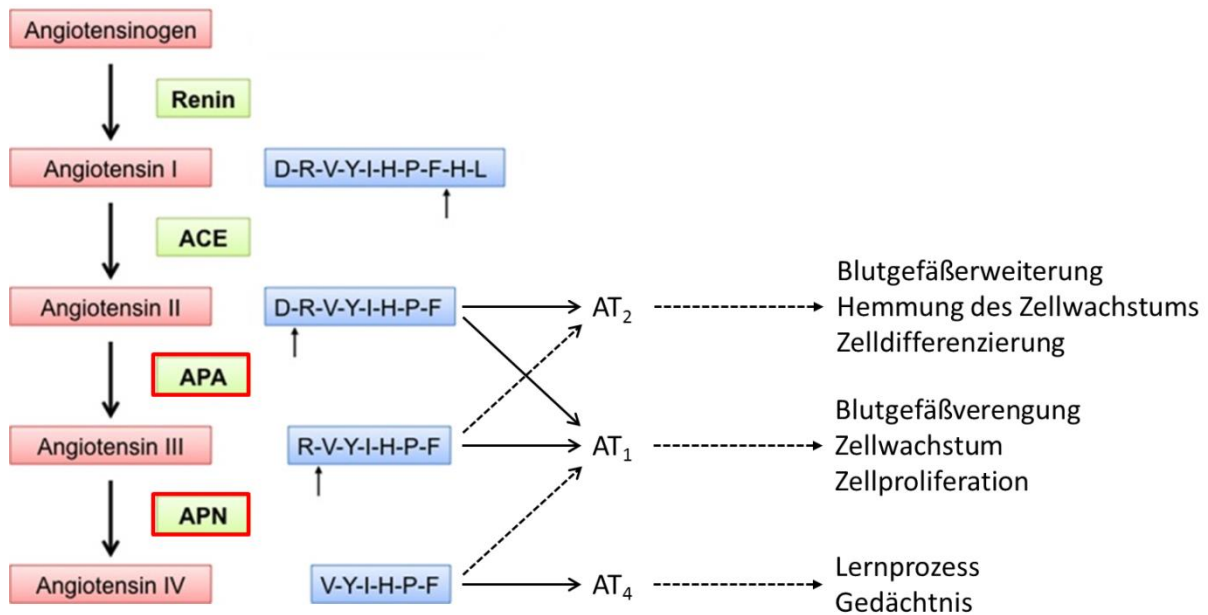 Angiotensinogen
Renin
Angiotensin I D-R-V-Y-I-H-P-F-H-L
ACE
Angiotensin II D-R-V-Y-I-H-P-F AT₂
Blutgefäßerweiterung
Hemmung des Zellwachstums
Zelldifferenzierung
APA
Angiotensin III R-V-Y-I-H-P-F AT₁
Blutgefäßverengung
Zellwachstum
Zellproliferation
APN
Angiotensin IV V-Y-I-H-P-F AT₄
Lernprozess
Gedächtnis